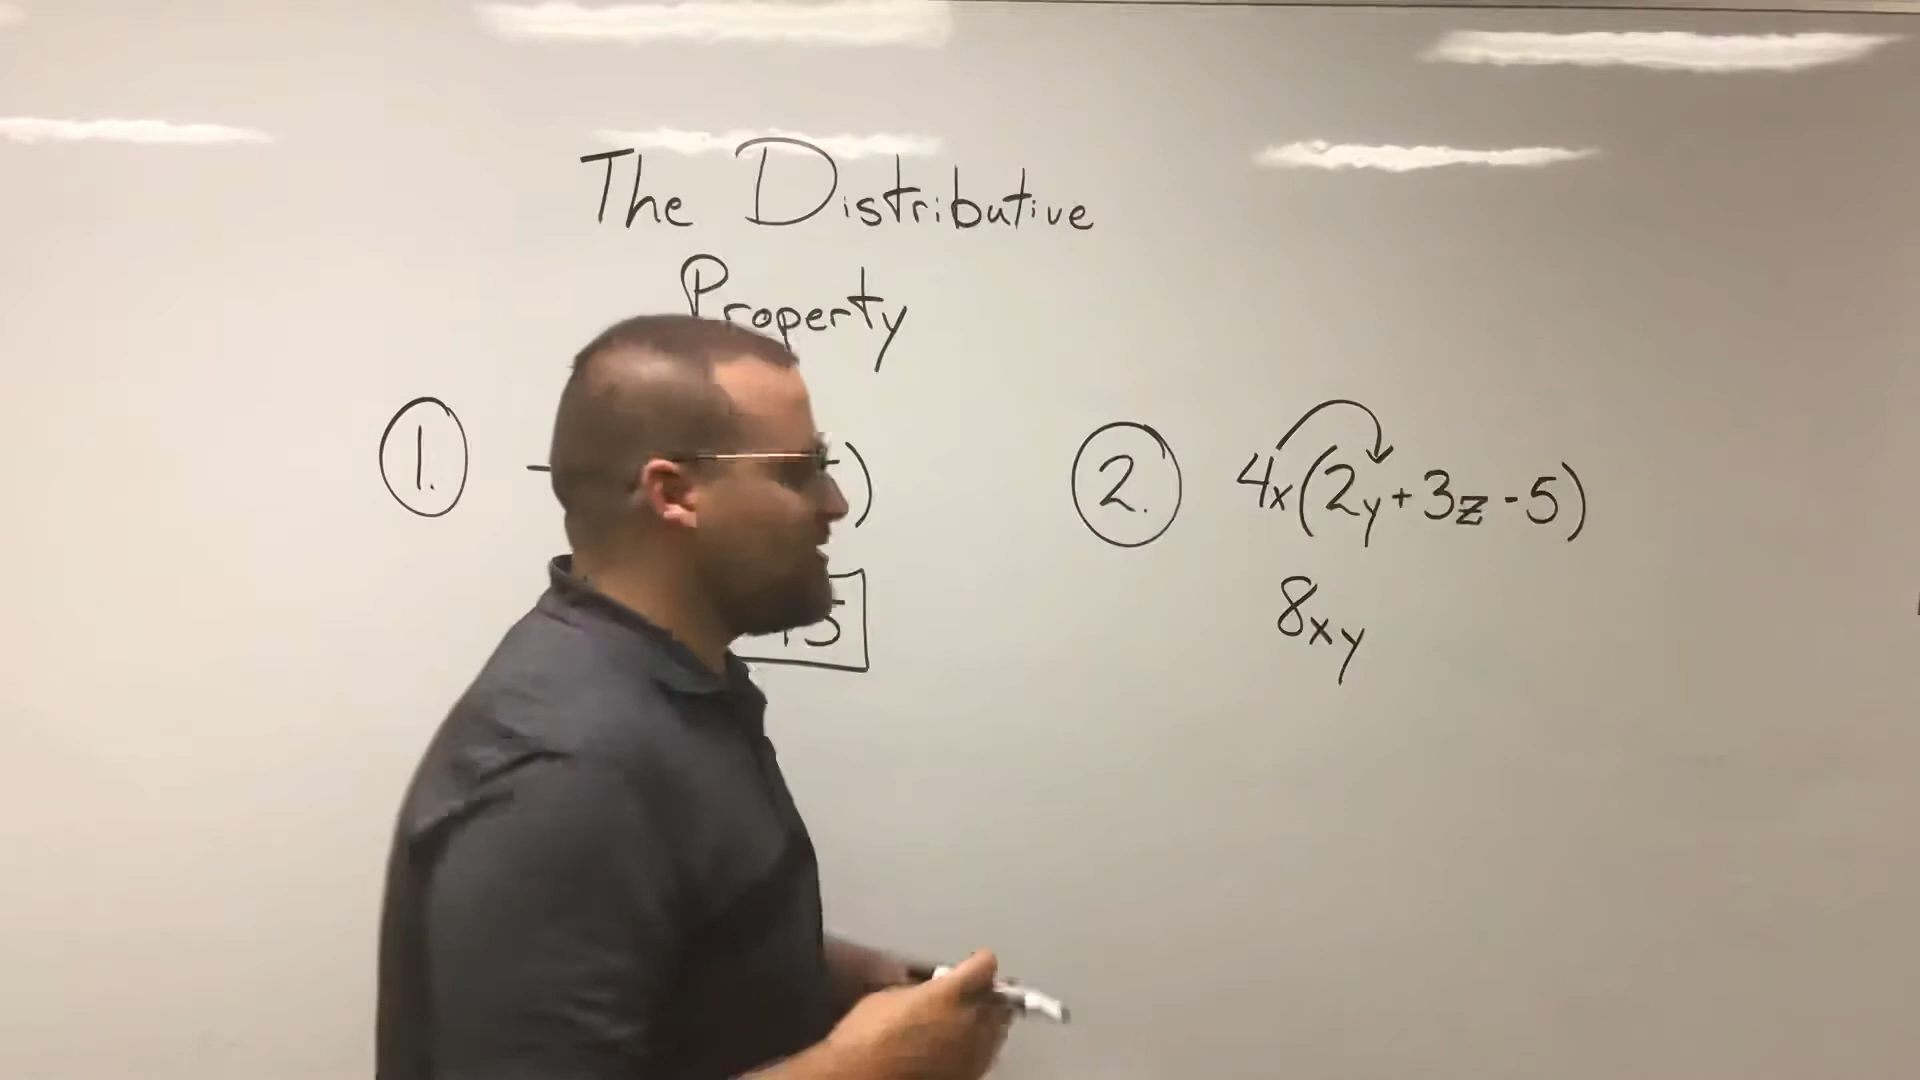 The Distributive
Property
1. )
2. 4x(2y+3z-5)
8xy